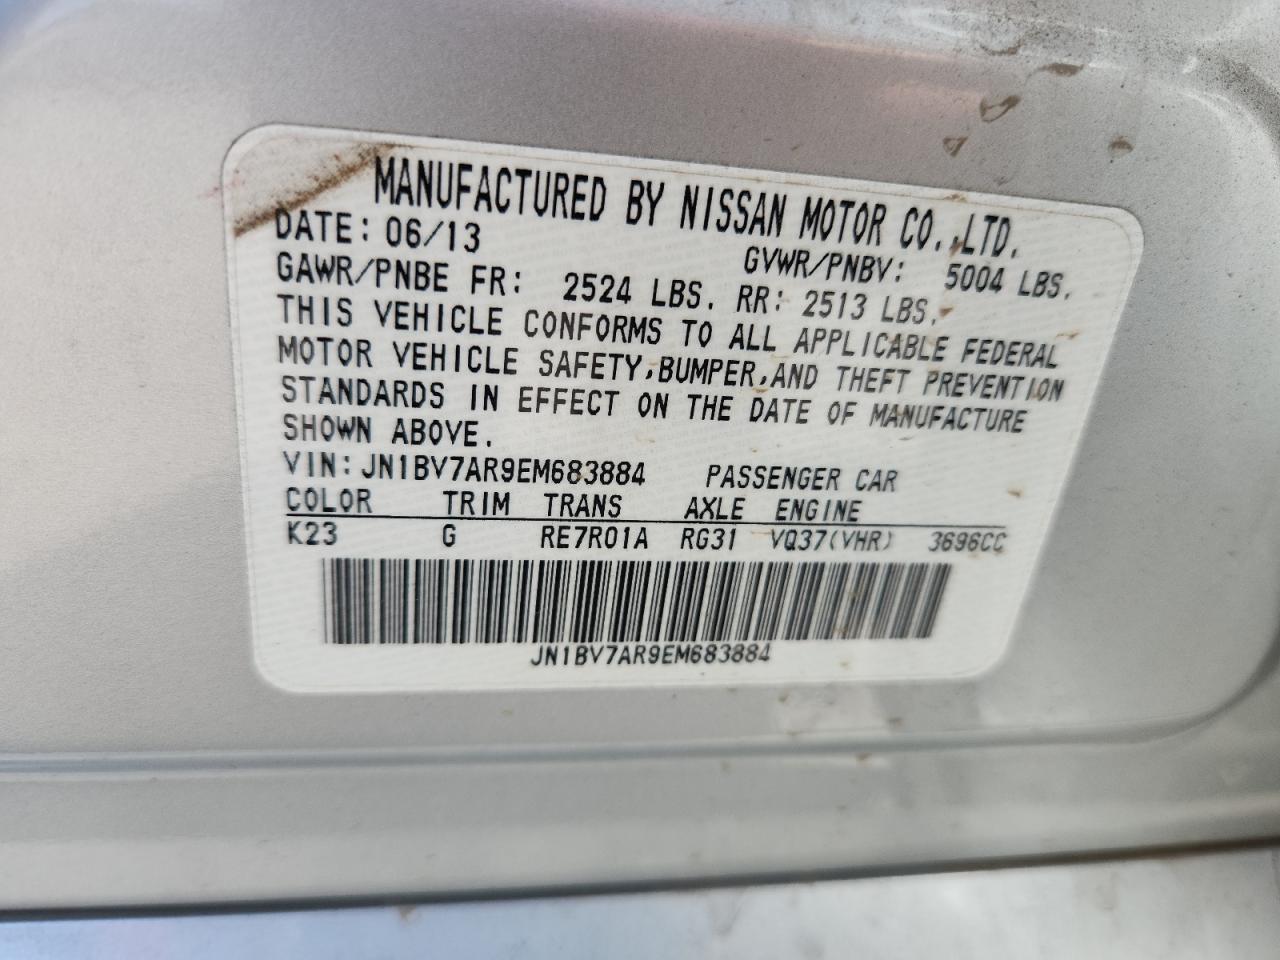 MANUFACTURED BY NISSAN MOTOR CO.,LTD.
DATE: 06/13 GVWR/PNBV: 5004 LBS.
GAWR/PNBE FR: 2524 LBS. RR: 2513 LBS.
THIS VEHICLE CONFORMS TO ALL APPLICABLE FEDERAL
MOTOR VEHICLE SAFETY,BUMPER,AND THEFT PREVENTION
STANDARDS IN EFFECT ON THE DATE OF MANUFACTURE
SHOWN ABOVE.
VIN: JN1BV7AR9EM683884 PASSENGER CAR
COLOR TRIM TRANS AXLE ENGINE
K23 G RE7R01A RG31 VQ37(VHR) 3696CC
JN1BV7AR9EM683884